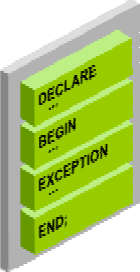 DECLARE
...
BEGIN
...
EXCEPTION
...
END;